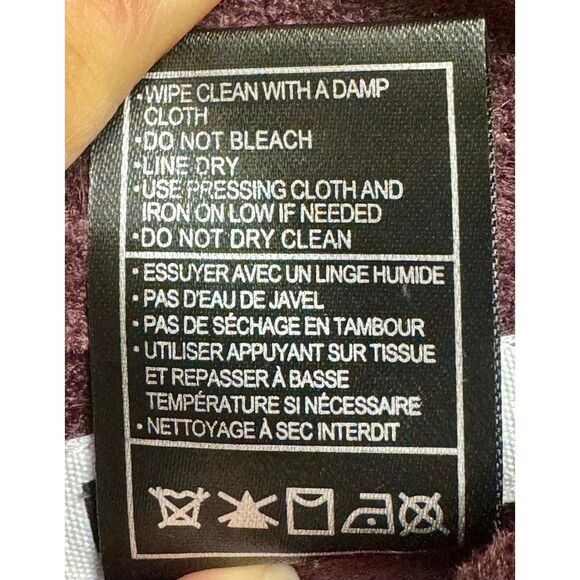 •WIPE CLEAN WITH A DAMP
CLOTH
•DO NOT BLEACH
•LINE DRY
•USE PRESSING CLOTH AND
IRON ON LOW IF NEEDED
•DO NOT DRY CLEAN
• ESSUYER AVEC UN LINGE HUMIDE
• PAS D'EAU DE JAVEL
• PAS DE SÉCHAGE EN TAMBOUR
• UTILISER APPUYANT SUR TISSUE
ET REPASSER À BASSE
TEMPÉRATURE SI NÉCESSAIRE
• NETTOYAGE À SEC INTERDIT